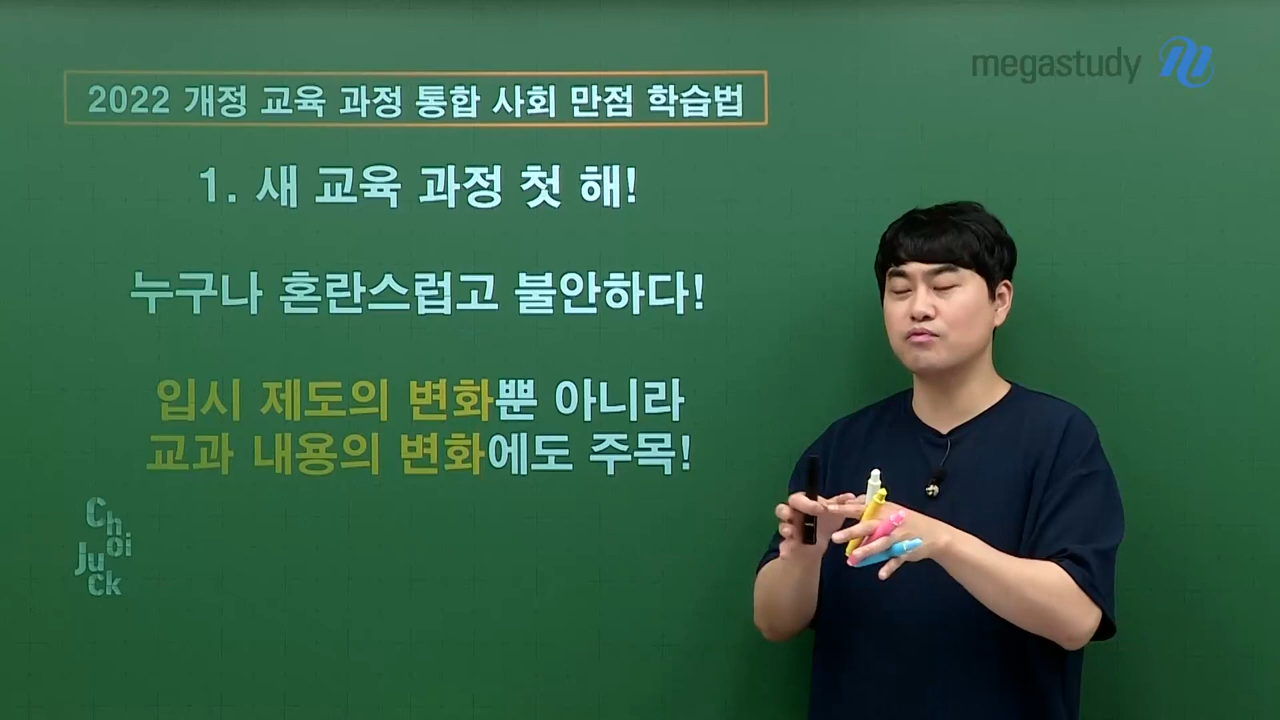 megastudy
2022 개정 교육 과정 통합 사회 만점 학습법
1. 새 교육 과정 첫 해!
누구나 혼란스럽고 불안하다!
입시 제도의 변화뿐 아니라
교과 내용의 변화에도 주목!
Ch
oi
Ju
ck